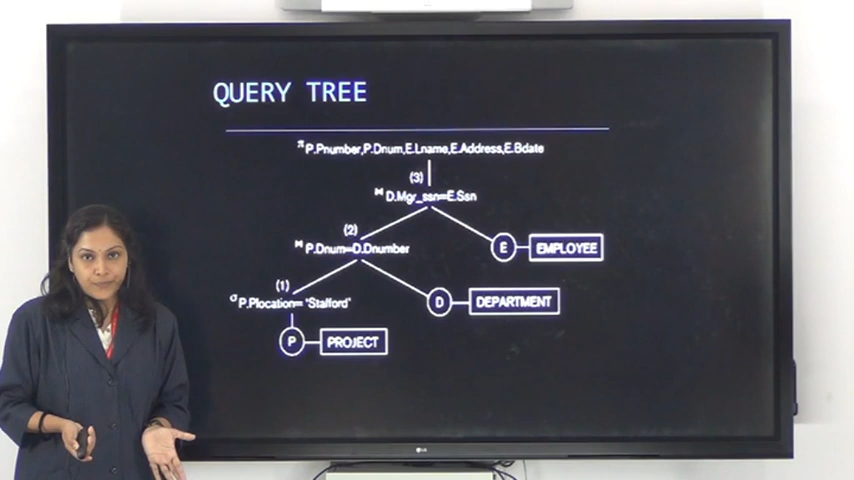 QUERY TREE
π P.Pnumber,P.Dnum,E.Lname,E.Address,E.Bdate
(3)
⋈ D.Mgr_ssn=E.Ssn
(2)
⋈ P.Dnum=D.Dnumber
E EMPLOYEE
(1)
σ P.Plocation= 'Stafford'
D DEPARTMENT
P PROJECT
LG